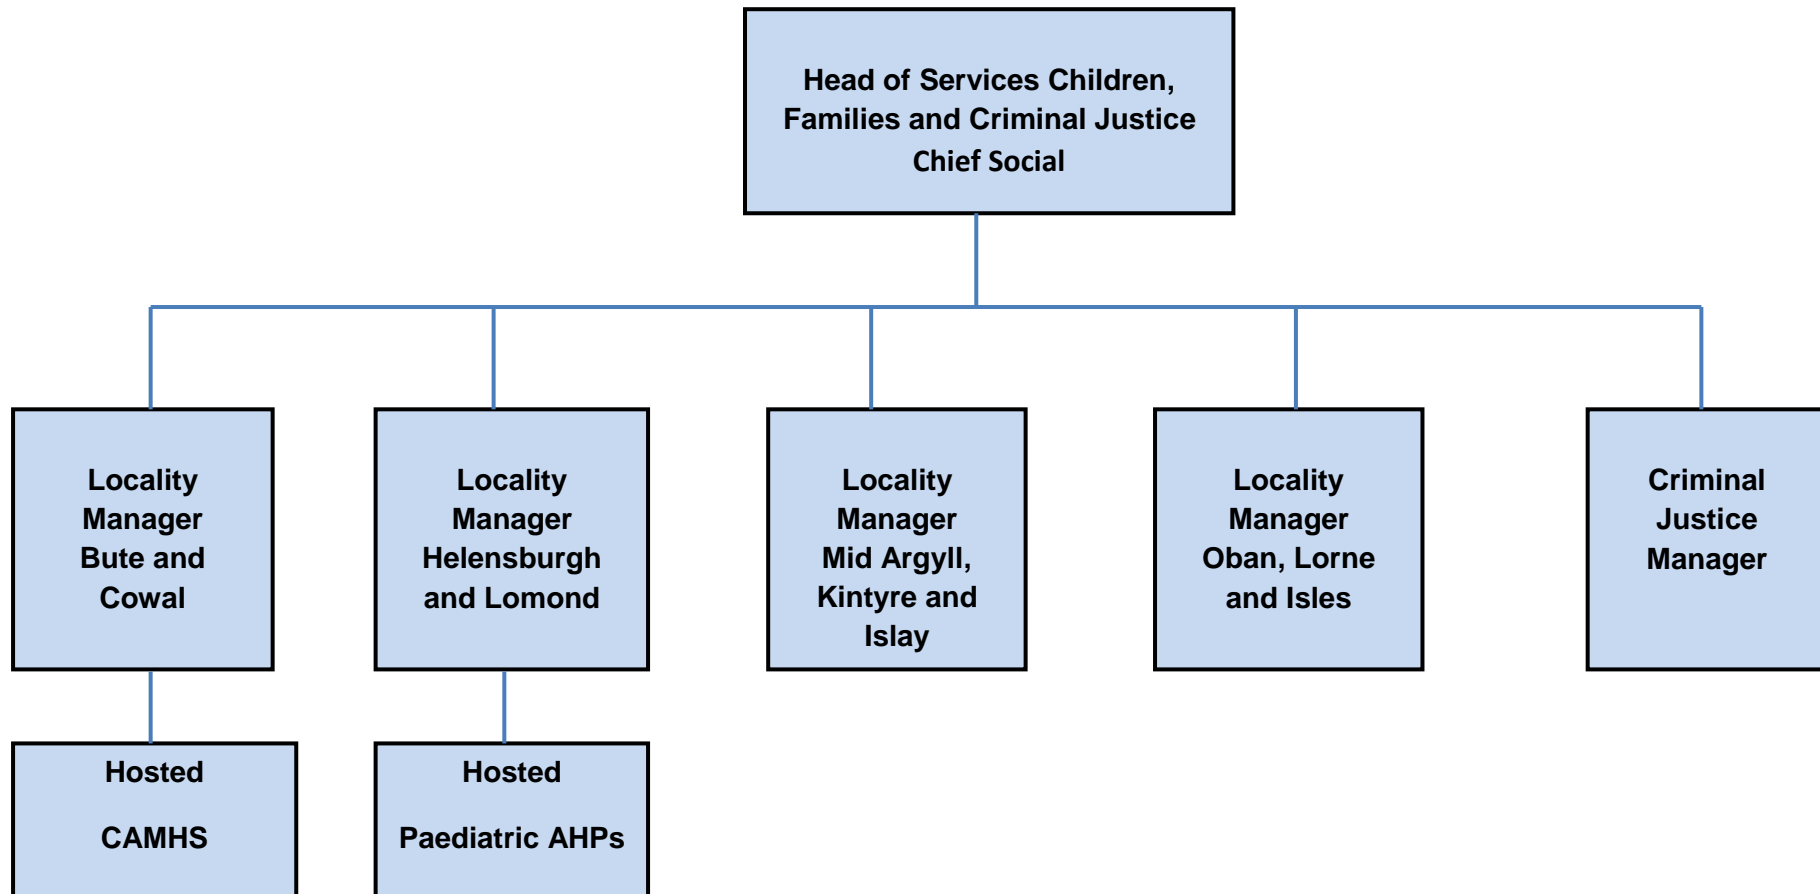 Head of Services Children,
Families and Criminal Justice
Chief Social
Locality
Manager
Bute and
Cowal
Locality
Manager
Helensburgh
and Lomond
Locality
Manager
Mid Argyll,
Kintyre and
Islay
Locality
Manager
Oban, Lorne
and Isles
Criminal
Justice
Manager
Hosted
CAMHS
Hosted
Paediatric AHPs